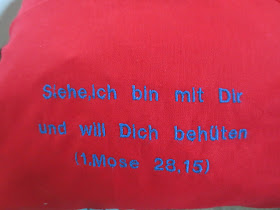 Siehe,ich bin mit Dir
und will Dich behüten
(1.Mose 28,15)